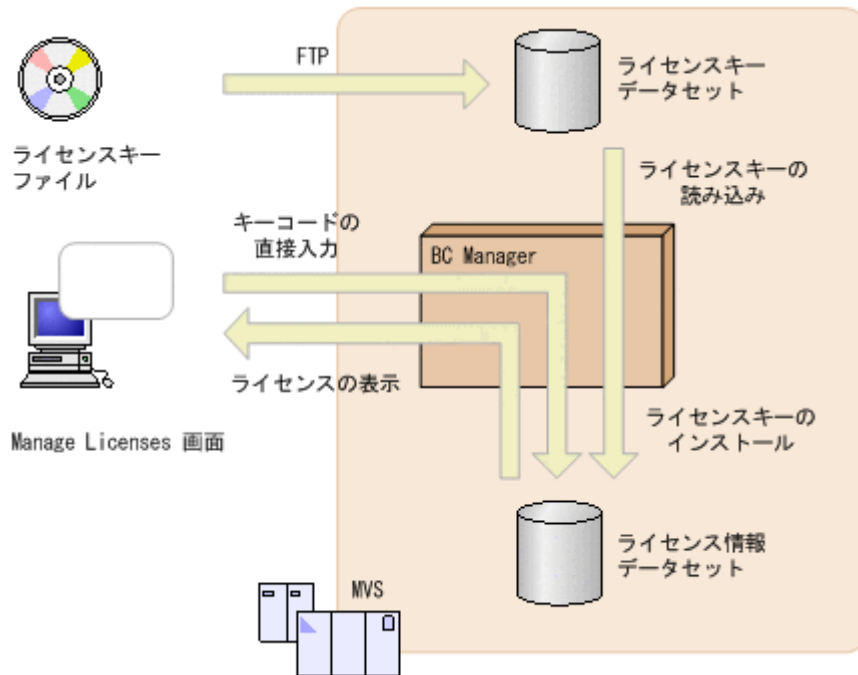 FTP
ライセンスキー
データセット
ライセンスキー
ファイル
ライセンスキーの
読み込み
キーコードの
直接入力
BC Manager
ライセンスの表示
ライセンスキーの
インストール
Manage Licenses 画面
ライセンス情報
データセット
MVS